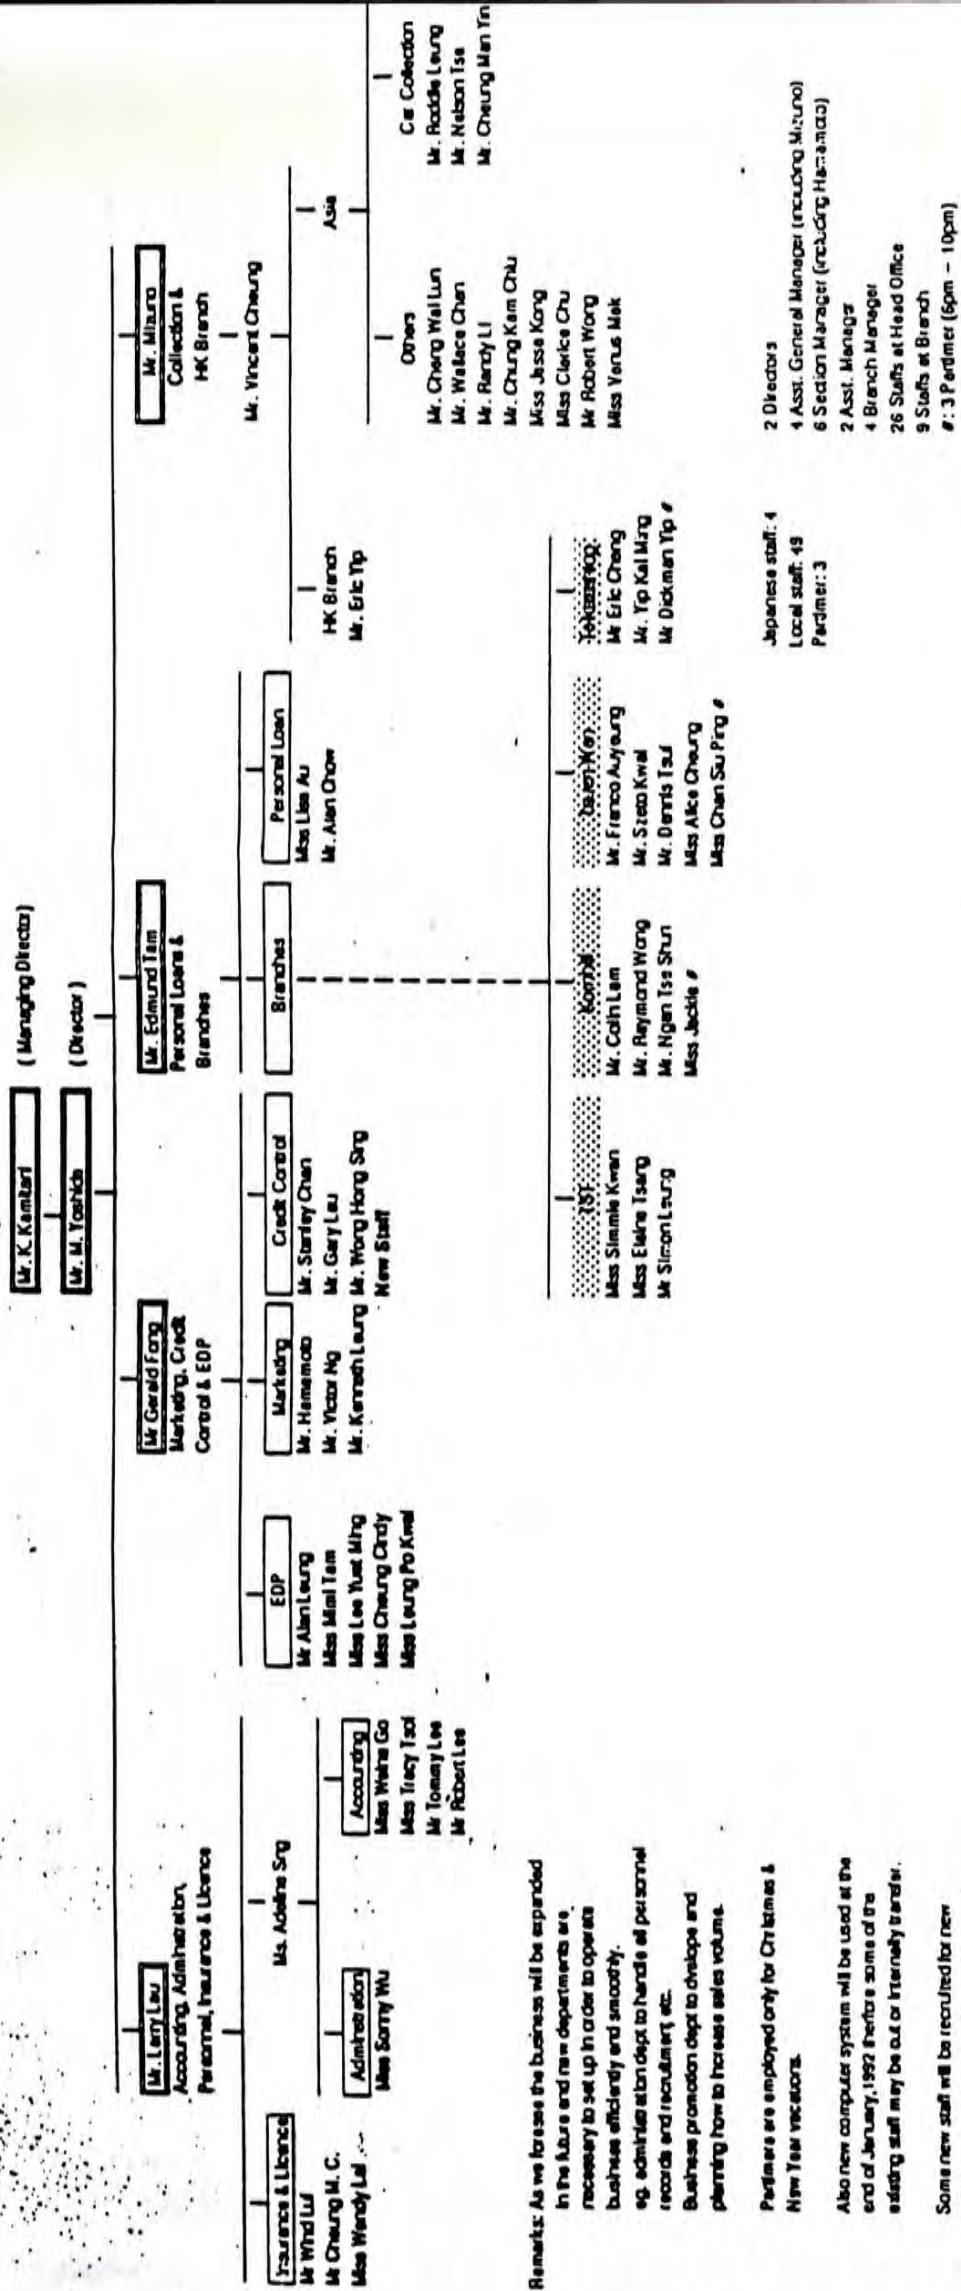 Mr. K. Kamitani ( Managing Director)
Mr. M. Yoshida ( Director )
Mr. Larry Lau
Accounting, Administration,
Personnel, Insurance & Licence
Mr Gerald Fong
Marketing, Credit
Control & EDP
Mr. Edmund Tam
Personal Loans &
Branches
Mr. Mizuno
Collection &
HK Branch
Ms. Adeline Sng
Mr. Vincent Cheung
Insurance & Licence
Mr Wind Lui
Mr Cheung M. C.
Miss Wendy Lai
Administration
Miss Sonny Wu
Accounting
Miss Go
Miss Tracy Tsoi
Mr Tommy Lee
Mr Robert Lee
EDP
Mr Alan Leung
Miss Mimi Tam
Miss Lee Yuet Ming
Miss Cheung Cindy
Miss Leung Po Kwai
Marketing
Mr. Hamamoto
Mr. Victor Ng
Mr. Kenneth Leung
Credit Control
Mr. Stanley Chan
Mr. Gary Lau
Mr. Wong Hong Sing
New Staff
Branches
Personal Loan
Miss Lisa Au
Mr. Alan Chow
HK Branch
Mr. Eric Yip
Asia
Others
Mr. Cheng Wai Lun
Mr. Wallace Chan
Mr. Randy Li
Mr. Chung Kam Chiu
Miss Jesse Kong
Miss Clarice Chu
Mr Robert Wong
Miss Venus Mak
Car Collection
Mr. Roddie Leung
Mr. Nelson Tse
Mr. Cheung Man Yin
TST
Miss Simmie Kwan
Miss Elaine Tsang
Mr Simon Leung
Kornhill
Mr. Colin Lam
Mr. Raymond Wong
Mr. Ngan Tse Shun
Miss Jackie #
Mr. Franco Auyeung
Mr. Szeto Kwai
Mr. Dennis Tsui
Miss Alice Cheung
Miss Chan Siu Ping #
Mr Eric Cheng
Mr. Yip Kai Ming
Mr Dickman Yip #
Remarks: As we foresee the business will be expanded
in the future and new departments are
necessary to set up in order to operate
business efficiently and smoothly.
eg. administration dept to handle all personnel
records and recruitment, etc.
Business promotion dept to dvelope and
planning how to increase sales volume.
Partimers are employed only for Christmas &
New Year vacations.
Also new computer system will be used at the
end of January, 1992 therfore some of the
existing staff may be cut or internally transfer.
Some new staff will be recruited for new
Japanese staff: 4
Local staff: 49
Partimer: 3
2 Directors
4 Asst. General Manager (including Mizuno)
6 Section Manager (including Hamamoto)
2 Asst. Manager
4 Branch Manager
26 Staffs at Head Office
9 Staffs at Branch
#: 3 Partimer (6pm - 10pm)